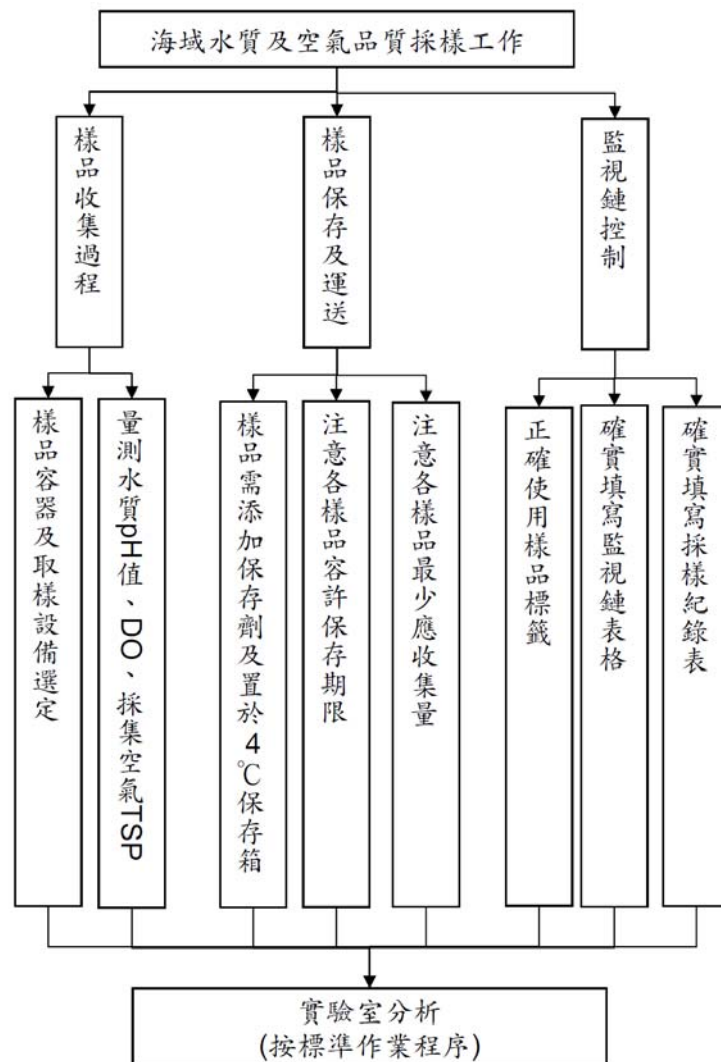 海域水質及空氣品質採樣工作
樣品收集過程
樣品保存及運送
監視鏈控制
樣品容器及取樣設備選定
量測水質pH值、DO、採集空氣TSP
樣品需添加保存劑及置於4℃保存箱
注意各樣品容許保存期限
注意各樣品最少應收集量
正確使用樣品標籤
確實填寫監視鏈表格
確實填寫採樣紀錄表
實驗室分析
(按標準作業程序)